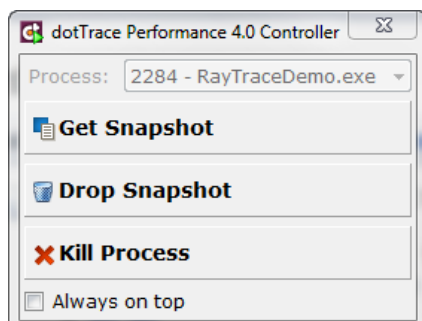 dotTrace Performance 4.0 Controller
Process: 2284 - RayTraceDemo.exe
Get Snapshot
Drop Snapshot
Kill Process
Always on top